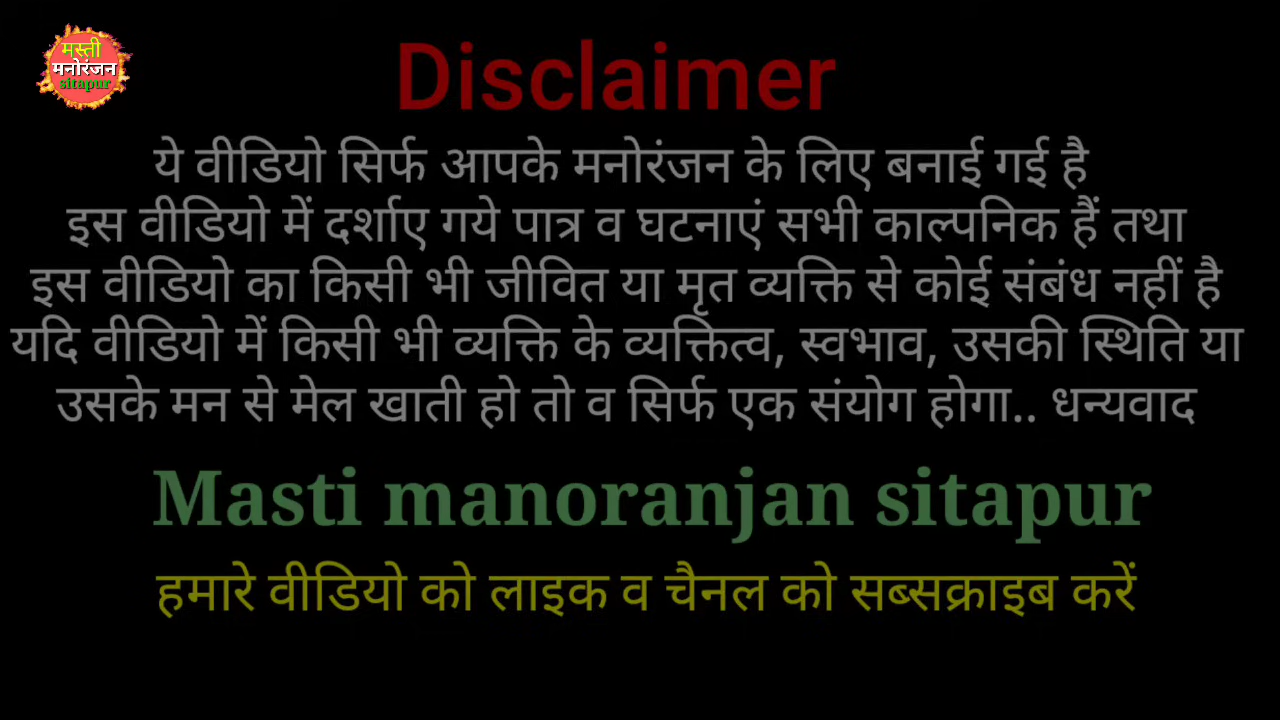 मस्ती
मनोरंजन
sitapur
Disclaimer
ये वीडियो सिर्फ आपके मनोरंजन के लिए बनाई गई है
इस वीडियो में दर्शाए गये पात्र व घटनाएं सभी काल्पनिक हैं तथा
इस वीडियो का किसी भी जीवित या मृत व्यक्ति से कोई संबंध नहीं है
यदि वीडियो में किसी भी व्यक्ति के व्यक्तित्व, स्वभाव, उसकी स्थिति या
उसके मन से मेल खाती हो तो व सिर्फ एक संयोग होगा.. धन्यवाद
Masti manoranjan sitapur
हमारे वीडियो को लाइक व चैनल को सब्सक्राइब करें